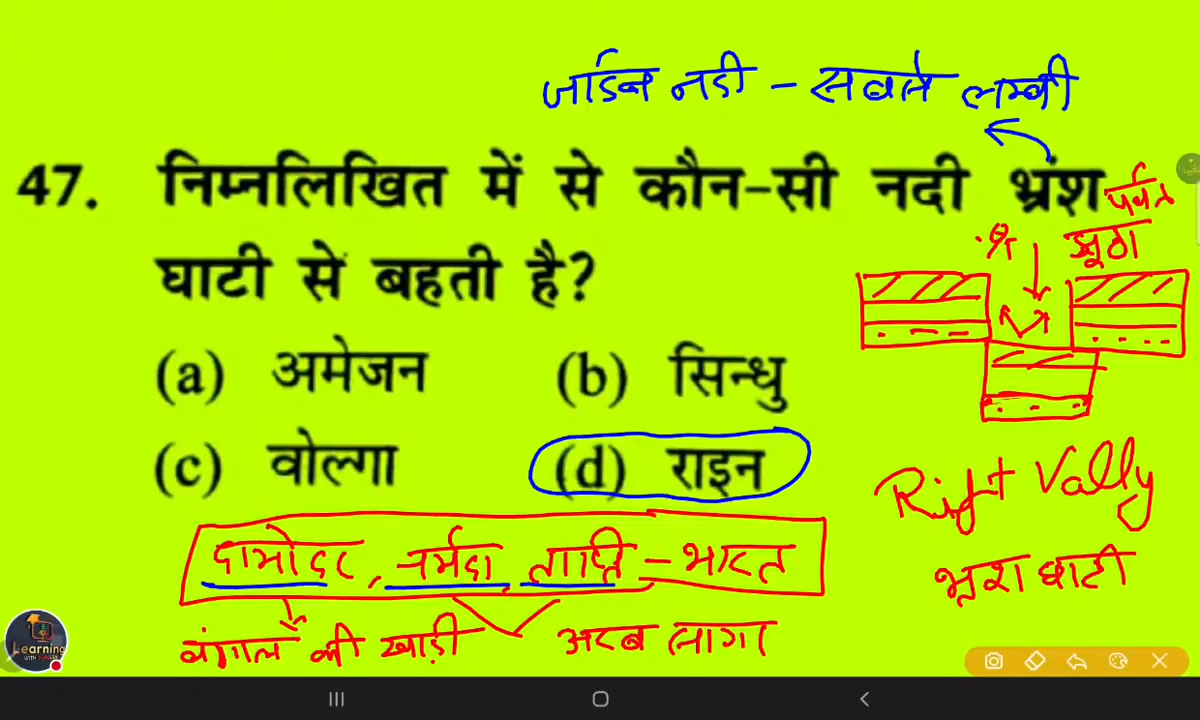 जार्डन नदी - सबसे लम्बी
47. निम्नलिखित में से कौन-सी नदी भ्रंश
घाटी से बहती है?
पर्वत
झूठा
(a) अमेजन (b) सिन्धु
(c) वोल्गा (d) राइन
Rift Vally
भ्रंश घाटी
दामोदर, नर्मदा, ताप्ति - भारत
बंगाल की खाड़ी अरब सागर
Learning